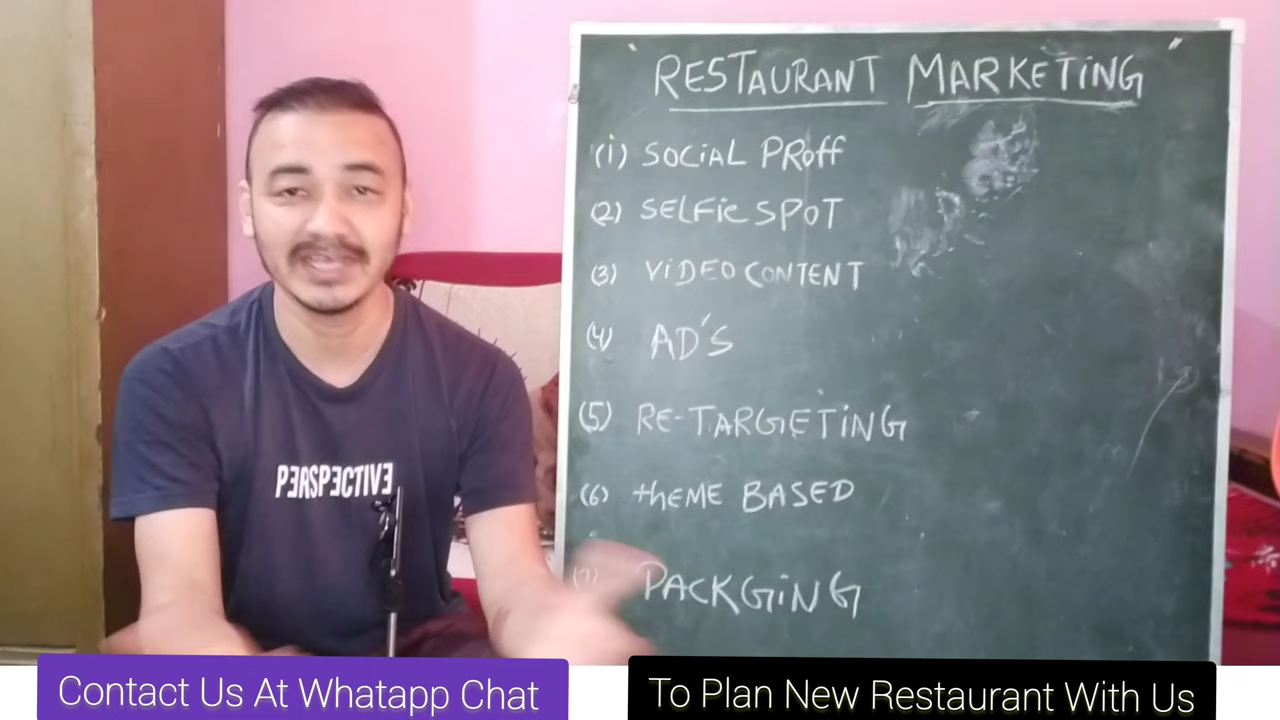 " RESTAURANT MARKETING "
(1) SOCIAL PROFF
(2) SELFIE SPOT
(3) VIDEO CONTENT
(4) AD'S
(5) RE-TARGETING
(6) THEME BASED
(7) PACKGING
PERSPECTIVE
Contact Us At Whatapp Chat
To Plan New Restaurant With Us